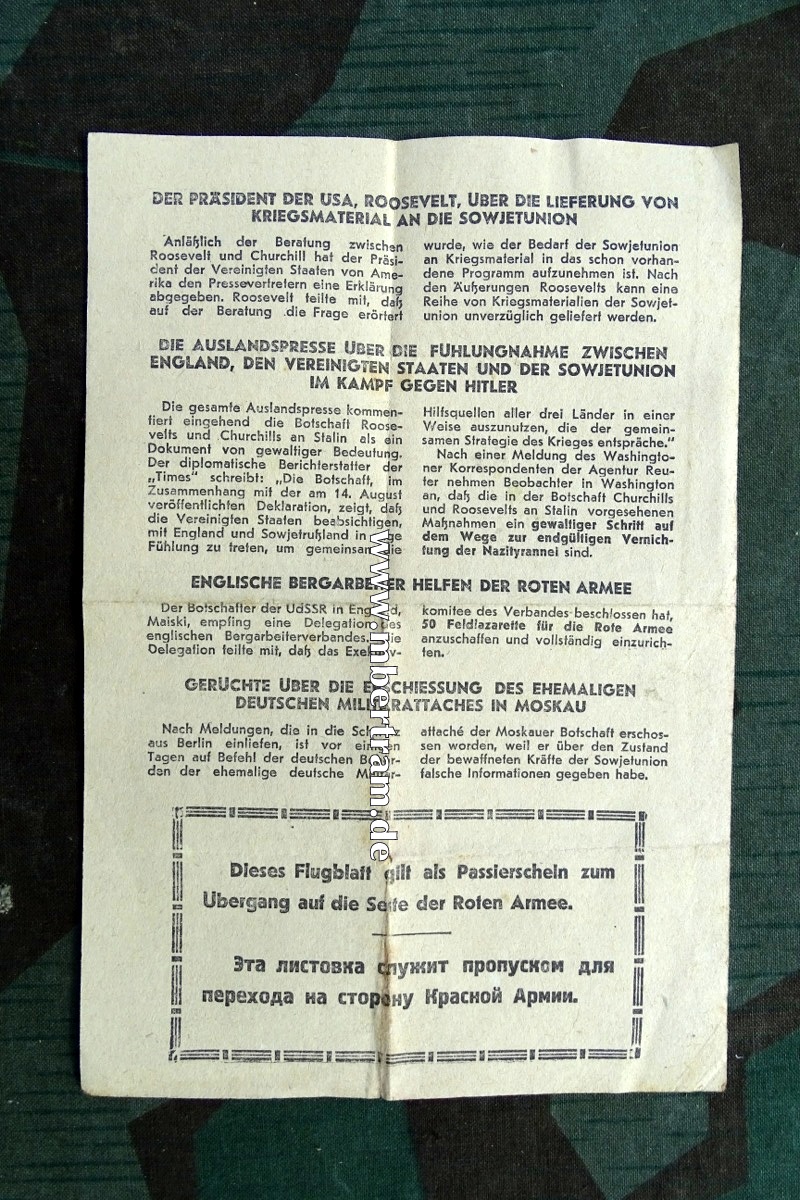 DER PRÄSIDENT DER USA, ROOSEVELT, ÜBER DIE LIEFERUNG VON
KRIEGSMATERIAL AN DIE SOWJETUNION
Anläßlich der Beratung zwischen
Roosevelt und Churchill hat der Präsi-
dent der Vereinigten Staaten von Ame-
rika den Pressevertretern eine Erklärung
abgegeben. Roosevelt teilte mit, daß
auf der Beratung die Frage erörtert
wurde, wie der Bedarf der Sowjetunion
an Kriegsmaterial in das schon vorhan-
dene Programm aufzunehmen ist. Nach
den Äußerungen Roosevelts kann eine
Reihe von Kriegsmaterialien der Sowjet-
union unverzüglich geliefert werden.
DIE AUSLANDSPRESSE ÜBER DIE FÜHLUNGNAHME ZWISCHEN
ENGLAND, DEN VEREINIGTEN STAATEN UND DER SOWJETUNION
IM KAMPF GEGEN HITLER
Die gesamte Auslandspresse kommen-
tiert eingehend die Botschaft Roose-
velts und Churchills an Stalin als ein
Dokument von gewaltiger Bedeutung.
Der diplomatische Berichterstatter der
„Times" schreibt: „Die Botschaft, im
Zusammenhang mit der am 14. August
veröffentlichten Deklaration, zeigt, daß
die Vereinigten Staaten beabsichtigen,
mit England und Sowjetrußland in ge
Fühlung zu treten, um gemeinsam die
Hilfsquellen aller drei Länder in einer
Weise auszunutzen, die der gemein-
samen Strategie des Krieges entspräche."
Nach einer Meldung des Washingto-
ner Korrespondenten der Agentur Reu-
ter nehmen Beobachter in Washington
an, daß die in der Botschaft Churchills
und Roosevelts an Stalin vorgesehenen
Maßnahmen ein gewaltiger Schritt auf
dem Wege zur endgültigen Vernich-
tung der Nazityrannei sind.
ENGLISCHE BERGARBEITER HELFEN DER ROTEN ARMEE
Der Botschafter der UdSSR in England,
Maiski, empfing eine Delegation des
englischen Bergarbeiterverbandes. Die
Delegation teilte mit, daß das Exekutiv-
komitee des Verbandes beschlossen hat,
50 Feldlazarette für die Rote Armee
anzuschaffen und vollständig einzurich-
ten.
GERÜCHTE ÜBER DIE ERSCHIESSUNG DES EHEMALIGEN
DEUTSCHEN MILITÄRATTACHES IN MOSKAU
Nach Meldungen, die in die Schweiz
aus Berlin einliefen, ist vor einigen
Tagen auf Befehl der deutschen Behör-
den der ehemalige deutsche Militär-
attaché der Moskauer Botschaft erschos-
sen worden, weil er über den Zustand
der bewaffneten Kräfte der Sowjetunion
falsche Informationen gegeben habe.
Dieses Flugblatt gilt als Passierschein zum
Übergang auf die Seite der Roten Armee.
Эта листовка служит пропуском для
перехода на сторону Красной Армии.
www.mbertram.de